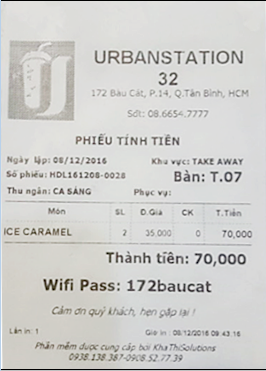 URBANSTATION
32
172 Bàu Cát, P.14, Q.Tân Bình, HCM
Sdt: 08.6654.7777
PHIẾU TÍNH TIỀN
Ngày lập: 08/12/2016 Khu vực: TAKE AWAY
Số phiếu: HDL161208-0028 Bàn: T.07
Thu ngân: CA SÁNG Phục vụ:
Món SL Đ.Giá CK T.Tiền
ICE CARAMEL 2 35,000 0 70,000
Thành tiền: 70,000
Wifi Pass: 172baucat
Cảm ơn quý khách, hẹn gặp lại !
Lần in: 1 Giờ in : 08/12/2016 09:43:16
Phần mềm được cung cấp bởi KhaThiSolutions
0938.138.387-0908.52.77.39